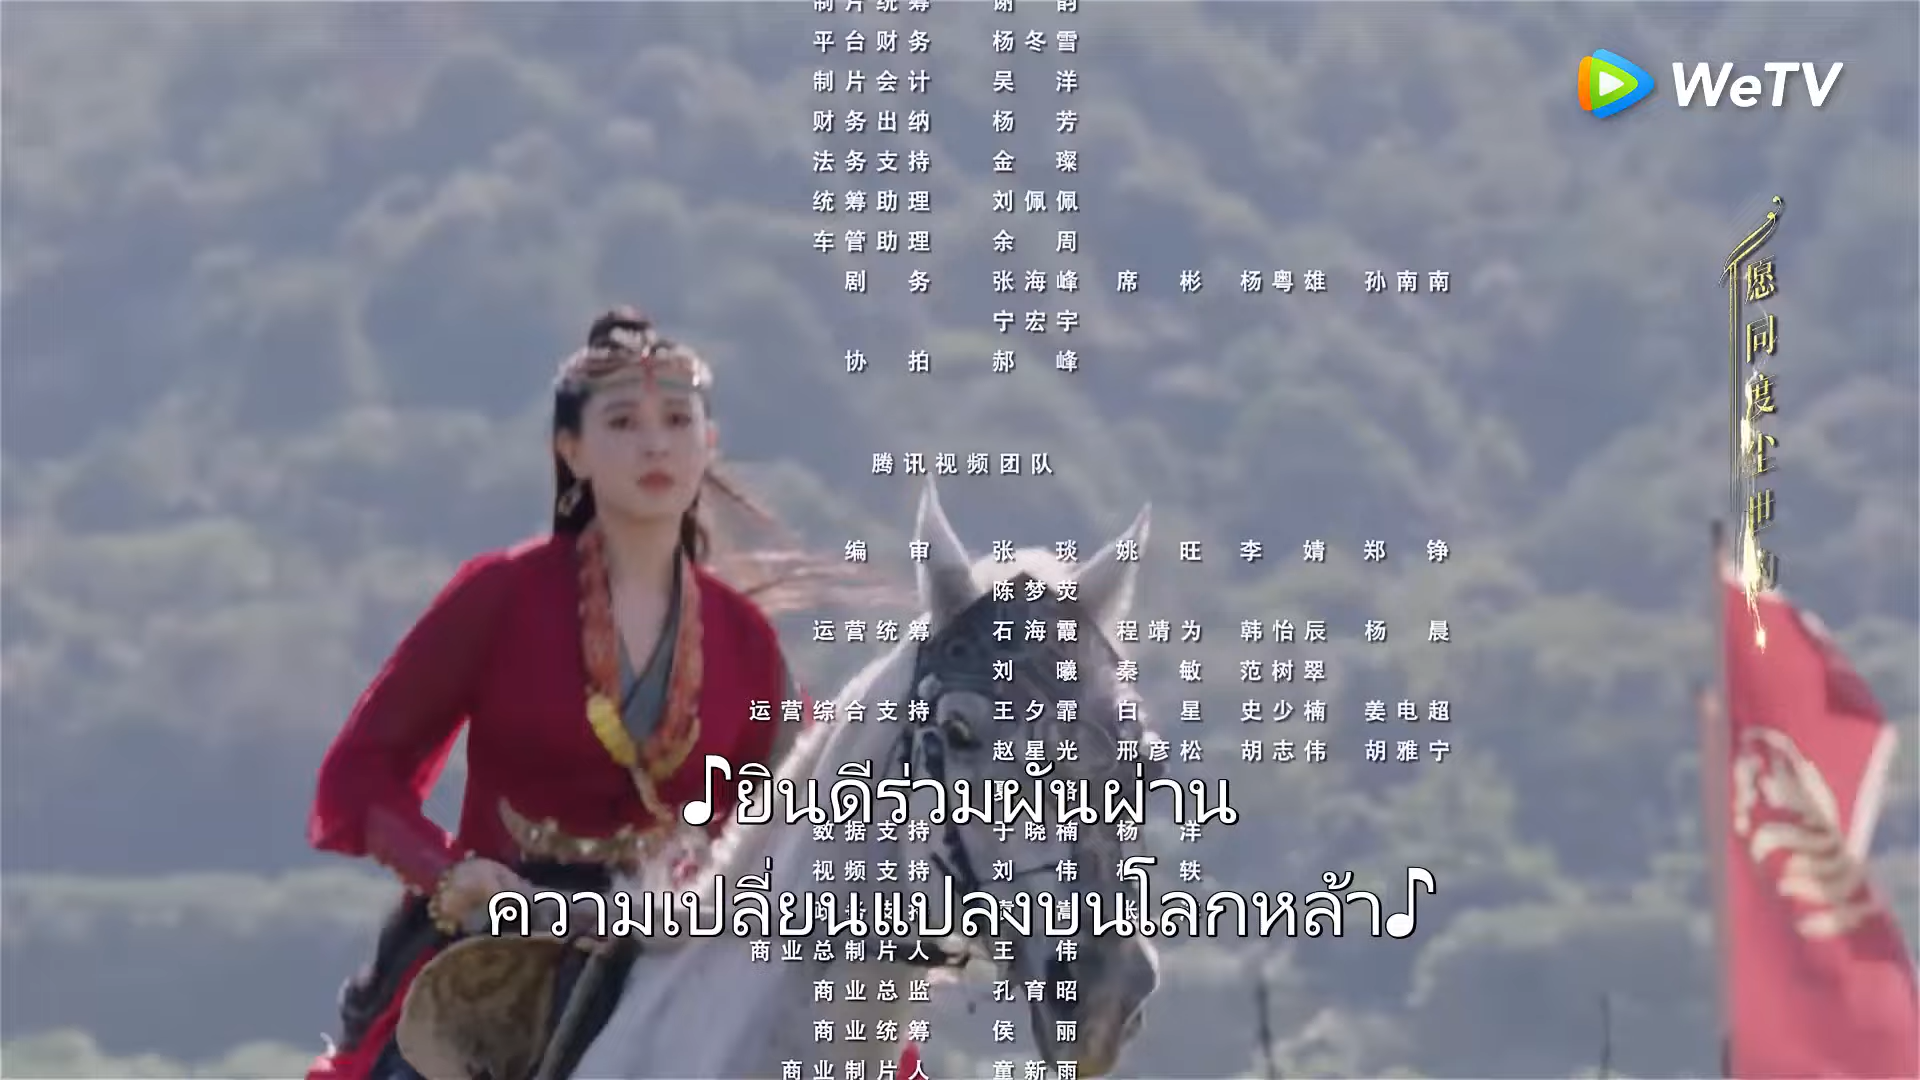 WeTV
制片统筹 谢 韵
平台财务 杨冬雪
制片会计 吴 洋
财务出纳 杨 芳
法务支持 金 璨
统筹助理 刘佩佩
车管助理 余 周
剧 务 张海峰 席 彬 杨粤雄 孙南南
宁宏宇
协 拍 郝 峰
腾讯视频团队
编 审 张 琰 姚 旺 李 婧 郑 铮
陈梦荧
运营统筹 石海霞 程靖为 韩怡辰 杨 晨
刘 曦 秦 敏 范树翠
运营综合支持 王夕霏 白 星 史少楠 姜电超
赵星光 邢彦松 胡志伟 胡雅宁
数据支持 于晓楠 杨 洋
视频支持 刘 伟 轶
商业总制片人 王 伟
商业总监 孔育昭
商业统筹 侯 丽
商业制片人 童新雨
愿同度尘世
♪ยินดีร่วมผันผ่าน
ความเปลี่ยนแปลงบนโลกหล้า♪